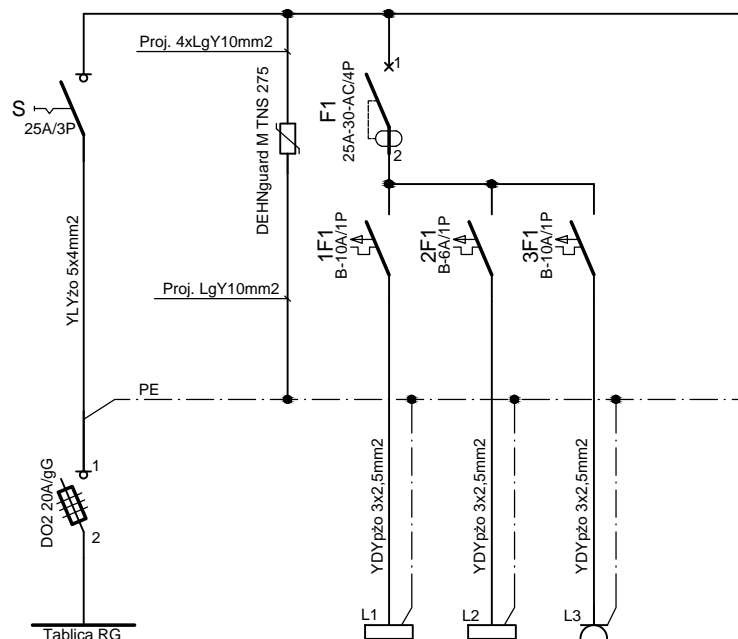 Proj. 4xLgY10mm2
S
25A/3P
DEHNguard M TNS 275
F1
25A-30-AC/4P
1
2
YLYżo 5x4mm2
1F1
B-10A/1P
2F1
B-6A/1P
3F1
B-10A/1P
Proj. LgY10mm2
PE
DO2 20A/gG
1
2
YDYpżo 3x2,5mm2
YDYpżo 3x2,5mm2
YDYpżo 3x2,5mm2
L1
L2
L3
Tablica RG